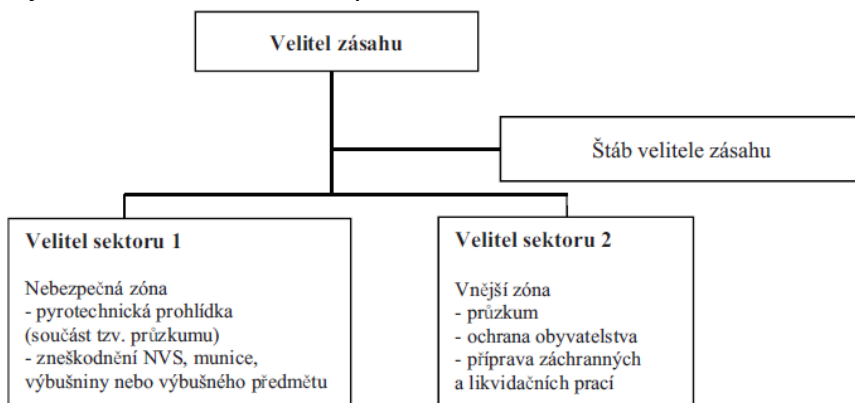 Velitel zásahu
Štáb velitele zásahu
Velitel sektoru 1
Nebezpečná zóna
- pyrotechnická prohlídka
(součást tzv. průzkumu)
- zneškodnění NVS, munice,
výbušniny nebo výbušného předmětu
Velitel sektoru 2
Vnější zóna
- průzkum
- ochrana obyvatelstva
- příprava záchranných
a likvidačních prací